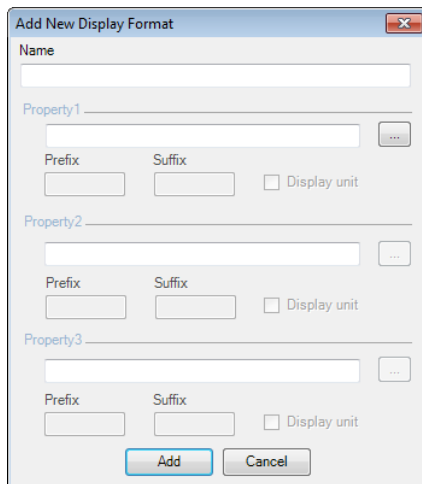 Add New Display Format
Name
Property1
...
Prefix Suffix
Display unit
Property2
...
Prefix Suffix
Display unit
Property3
...
Prefix Suffix
Display unit
Add Cancel